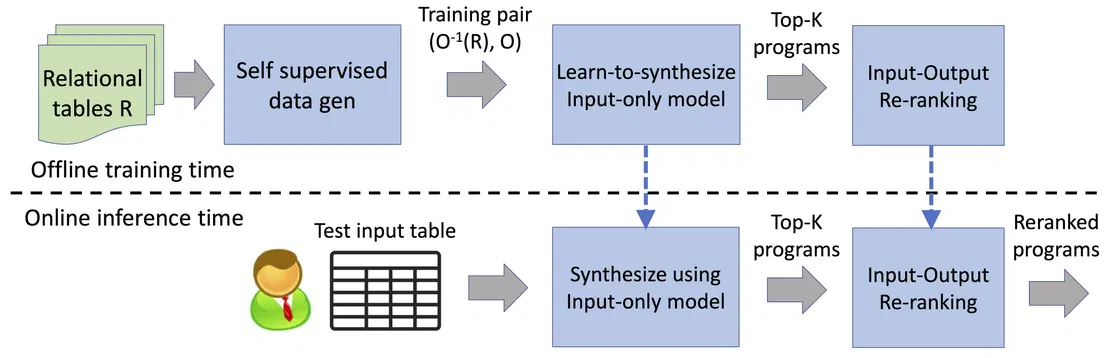 Relational
tables R
Self supervised
data gen
Training pair
(O⁻¹(R), O)
Learn-to-synthesize
Input-only model
Top-K
programs
Input-Output
Re-ranking
Offline training time
Online inference time
Test input table
Synthesize using
Input-only model
Top-K
programs
Input-Output
Re-ranking
Reranked
programs